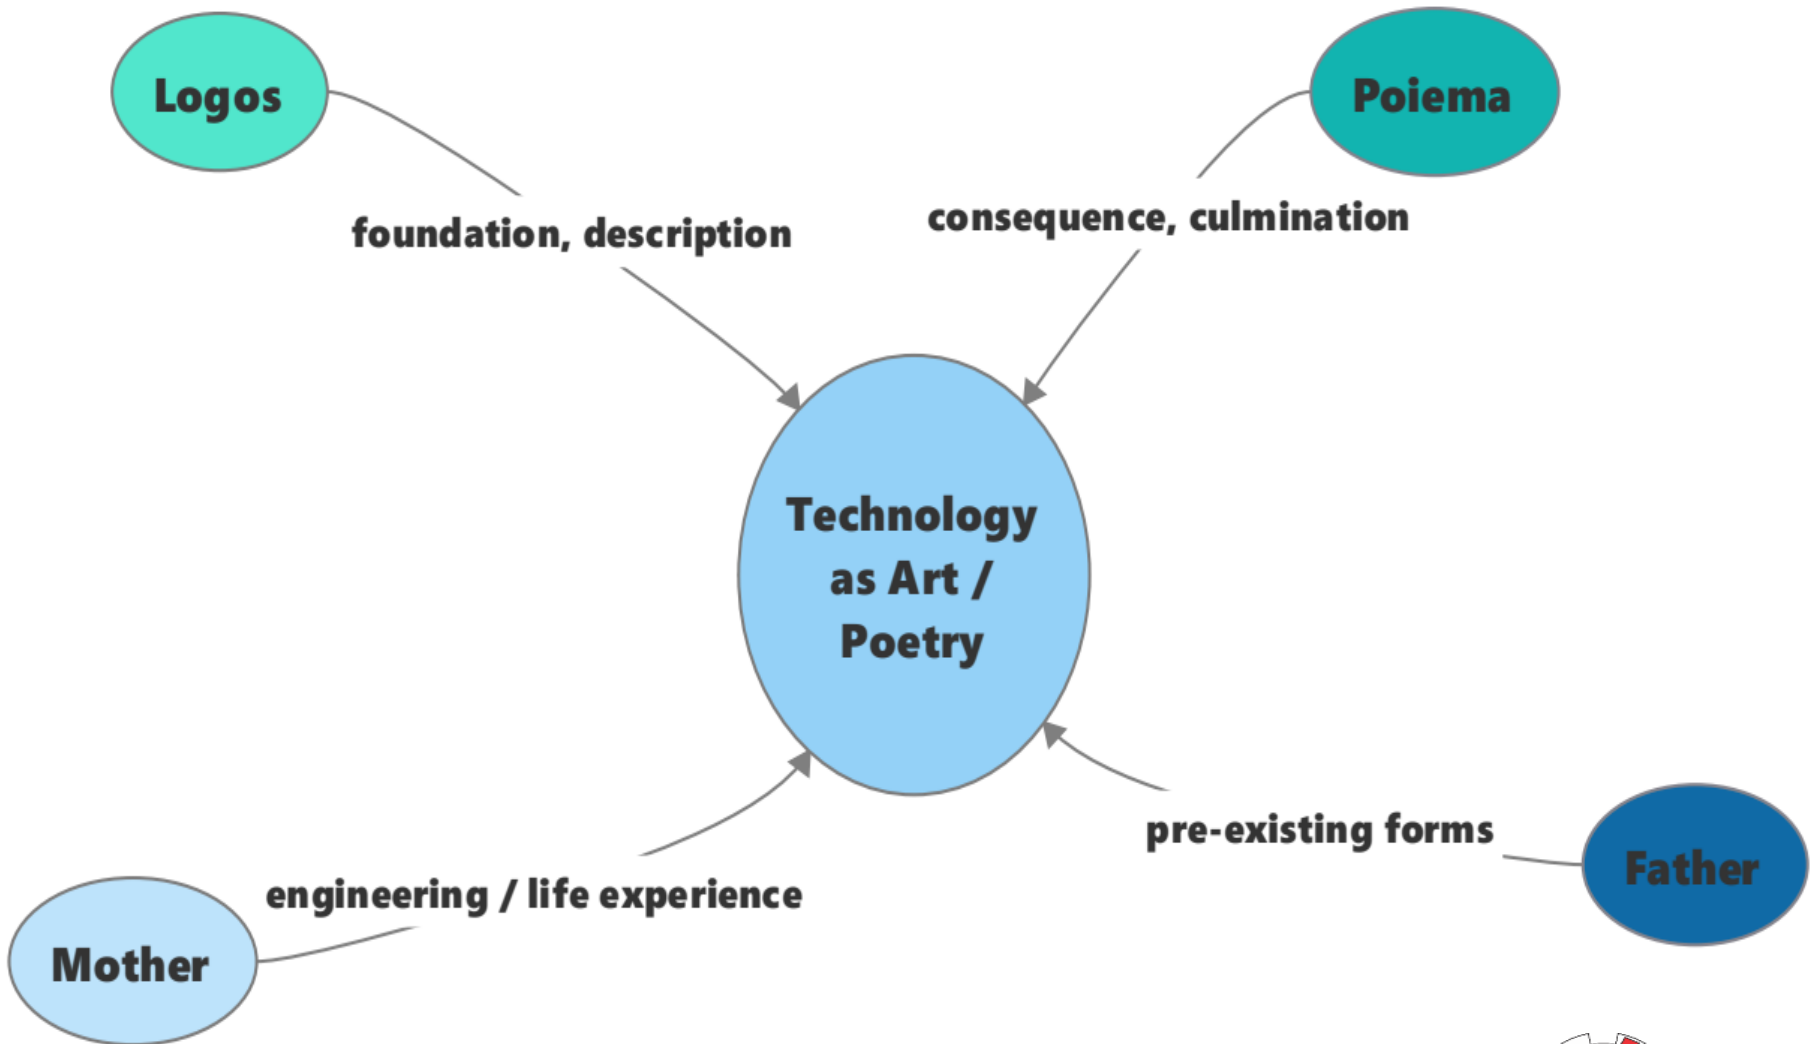 Logos
Poiema
foundation, description
consequence, culmination
Technology
as Art /
Poetry
pre-existing forms
Father
engineering / life experience
Mother